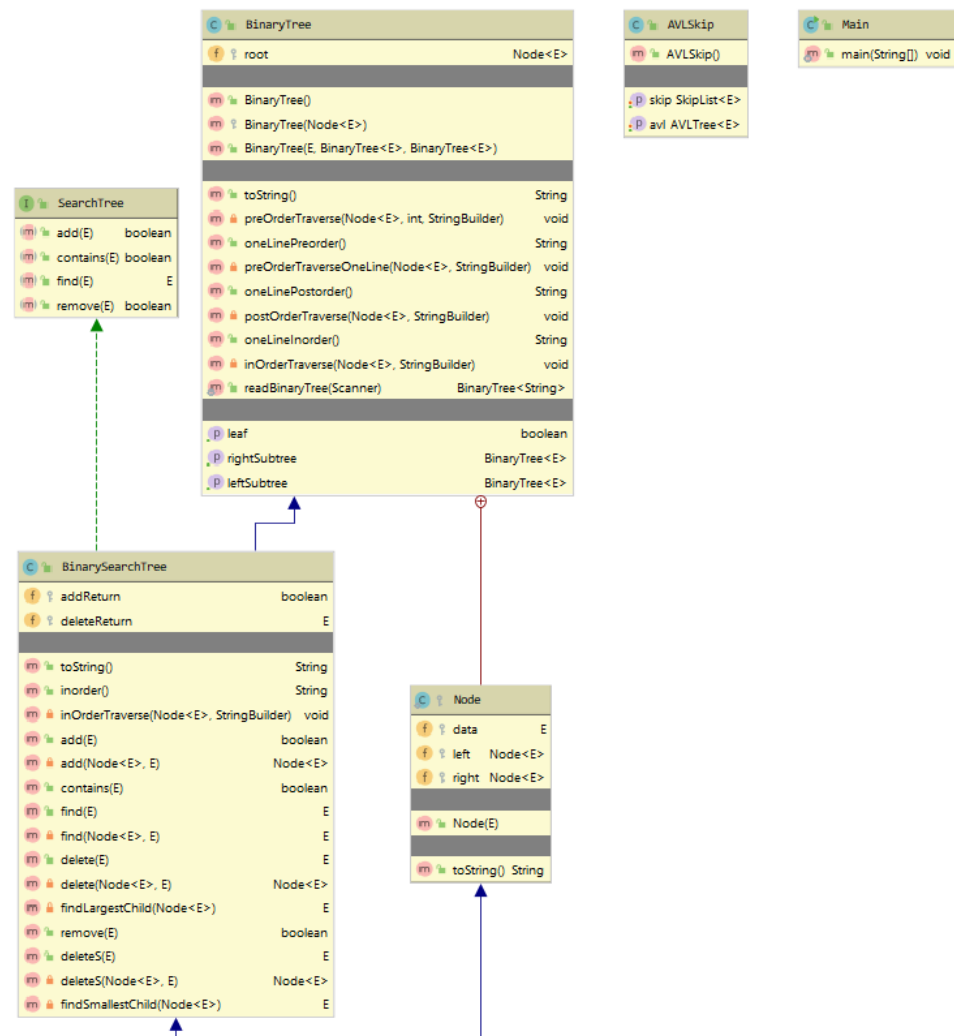 BinaryTree
root Node<E>
BinaryTree()
BinaryTree(Node<E>)
BinaryTree(E, BinaryTree<E>, BinaryTree<E>)
toString() String
preOrderTraverse(Node<E>, int, StringBuilder) void
oneLinePreorder() String
preOrderTraverseOneLine(Node<E>, StringBuilder) void
oneLinePostorder() String
postOrderTraverse(Node<E>, StringBuilder) void
oneLineInorder() String
inOrderTraverse(Node<E>, StringBuilder) void
readBinaryTree(Scanner) BinaryTree<String>
leaf boolean
rightSubtree BinaryTree<E>
leftSubtree BinaryTree<E>
AVLSkip
AVLSkip()
skip SkipList<E>
avl AVLTree<E>
Main
main(String[]) void
SearchTree
add(E) boolean
contains(E) boolean
find(E) E
remove(E) boolean
BinarySearchTree
addReturn boolean
deleteReturn E
toString() String
inorder() String
inOrderTraverse(Node<E>, StringBuilder) void
add(E) boolean
add(Node<E>, E) Node<E>
contains(E) boolean
find(E) E
find(Node<E>, E) E
delete(E) E
delete(Node<E>, E) Node<E>
findLargestChild(Node<E>) E
remove(E) boolean
deleteS(E) E
deleteS(Node<E>, E) Node<E>
findSmallestChild(Node<E>) E
Node
data E
left Node<E>
right Node<E>
Node(E)
toString() String